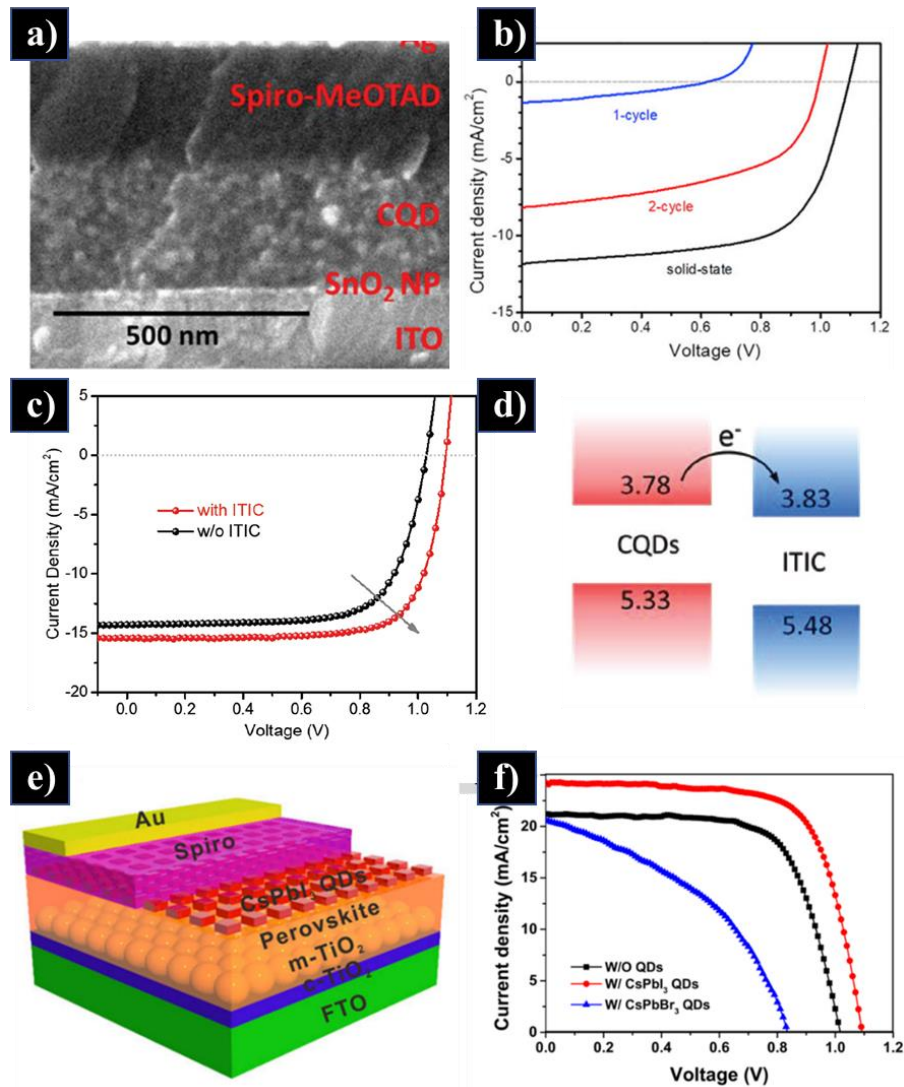 a)
Ag
Spiro-MeOTAD
CQD
SnO₂ NP
500 nm
ITO
b)
0
-5
-10
-15
Current density (mA/cm²)
1-cycle
2-cycle
solid-state
0.0 0.2 0.4 0.6 0.8 1.0 1.2
Voltage (V)
c)
5
0
-5
-10
-15
-20
Current Density (mA/cm²)
with ITIC
w/o ITIC
0.0 0.2 0.4 0.6 0.8 1.0 1.2
Voltage (V)
d)
e⁻
3.78
3.83
CQDs
ITIC
5.33
5.48
e)
Au
Spiro
CsPbI₃ QDs
Perovskite
m-TiO₂
c-TiO₂
FTO
f)
20
15
10
5
0
Current density (mA/cm²)
W/O QDs
W/ CsPbI₃ QDs
W/ CsPbBr₃ QDs
0.0 0.2 0.4 0.6 0.8 1.0 1.2
Voltage (V)